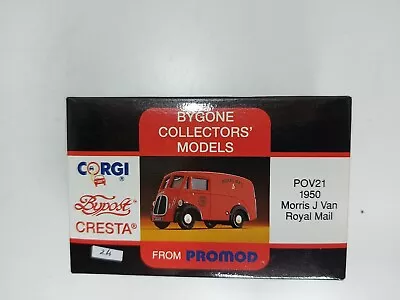 BYGONE
COLLECTORS'
MODELS
CORGI®
Bypost
CRESTA®
24
POV21
1950
Morris J Van
Royal Mail
FROM PROMOD